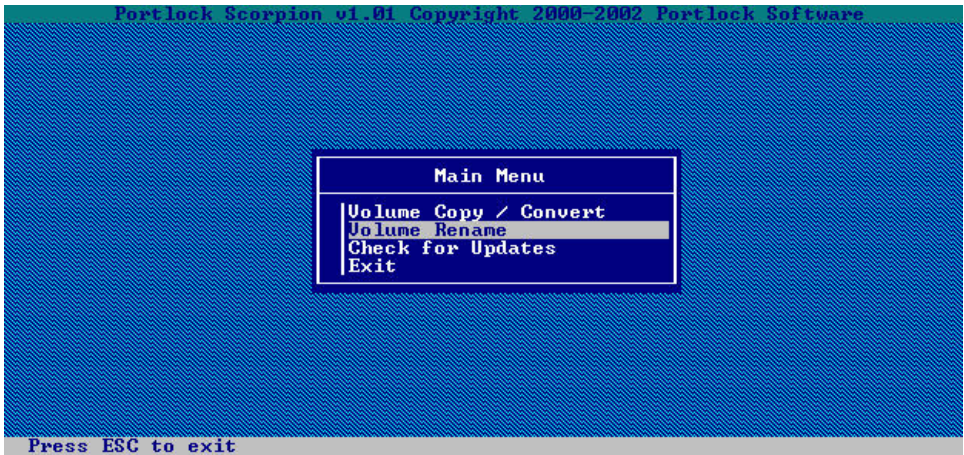 Portlock Scorpion v1.01 Copyright 2000-2002 Portlock Software
Main Menu
Volume Copy / Convert
Volume Rename
Check for Updates
Exit
Press ESC to exit